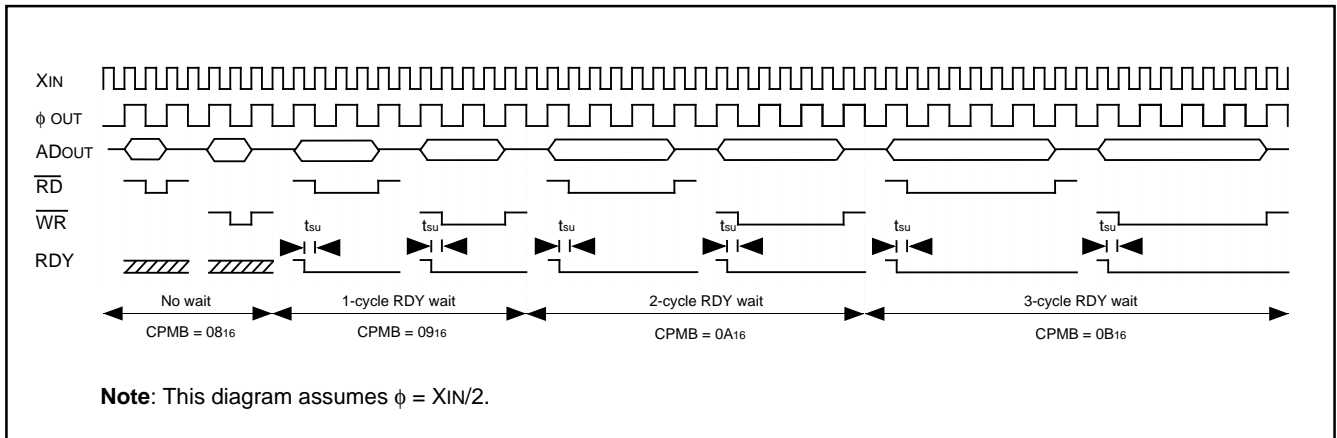 XIN
ϕ OUT
ADOUT
RD
WR
RDY
tsu tsu tsu tsu tsu tsu
No wait 1-cycle RDY wait 2-cycle RDY wait 3-cycle RDY wait
CPMB = 0816 CPMB = 0916 CPMB = 0A16 CPMB = 0B16
Note: This diagram assumes ϕ = XIN/2.